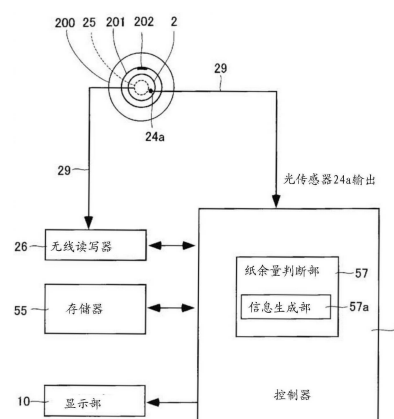 200 25 201 202 2
24a
29
29
光传感器24a输出
26 无线读写器
纸余量判断部 57
信息生成部 57a
55 存储器
控制器
10 显示部